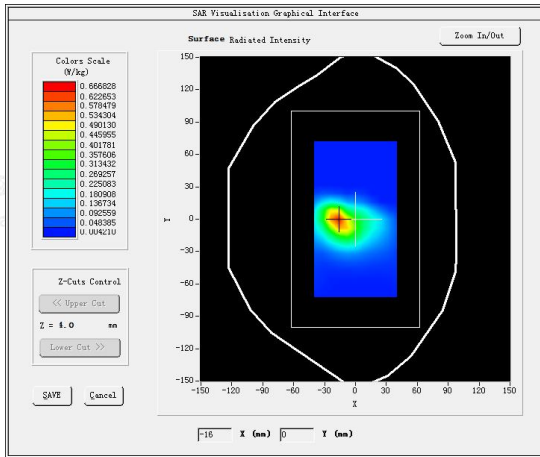 SAR Visualisation Graphical Interface
Surface Radiated Intensity
Zoom In/Out
Colors Scale
(W/kg)
0.666828
0.622653
0.578479
0.534304
0.490130
0.445955
0.401781
0.357606
0.313432
0.269257
0.225083
0.180908
0.136734
0.092559
0.048385
0.004210
150
120
90
60
30
0
-30
-60
-90
-120
-150
Y
-150 -120 -90 -60 -30 0 30 60 90 120 150
X
Z-Cuts Control
<< Upper Cut
Z = 4.0 mm
Lower Cut >>
SAVE Cancel
-16 X (mm) 0 Y (mm)